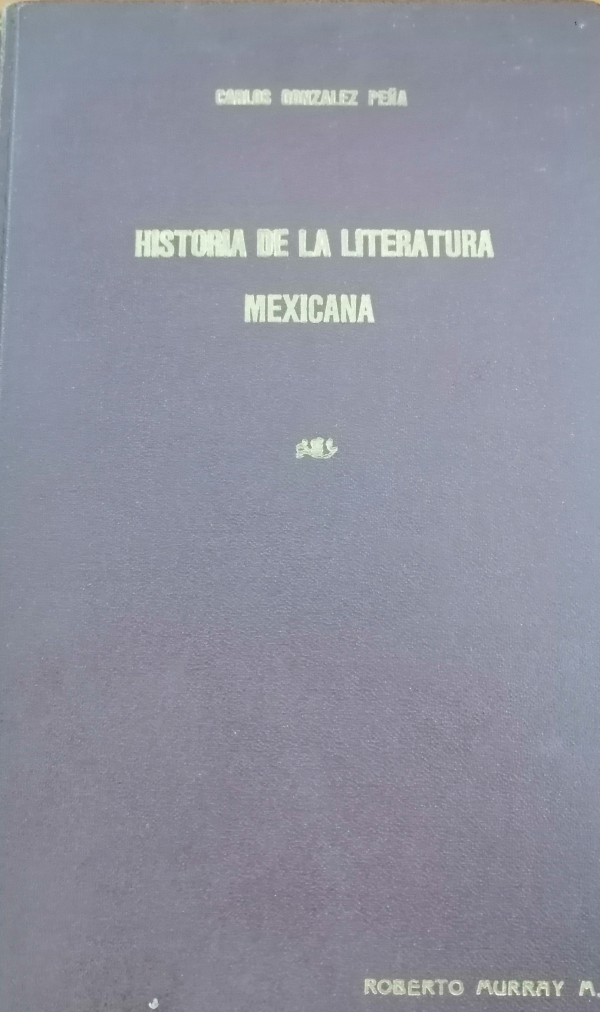 CARLOS GONZALEZ PEÑA
HISTORIA DE LA LITERATURA
MEXICANA
ROBERTO MURRAY M.